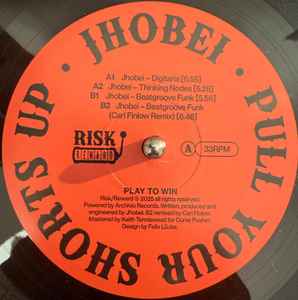 JHOBEI · PULL YOUR SHORTS UP ·
A1 Jhobei – Digitaria [5.55]
A2 Jhobei – Thinking Nodes [5.25]
B1 Jhobei – Beatgroove Funk [5.56]
B2 Jhobei – Beatgroove Funk
(Carl Finlow Remix) [6.46]
RISK
A 33RPM
PLAY TO WIN
Risk/Reward © 2025 all rights reserved.
Powered by Archivio Records. Written, produced and
engineered by Jhobei. B2 remixed by Carl Finlow.
Mastered by Keith Tenniswood for Curve Pusher.
Design by Felix